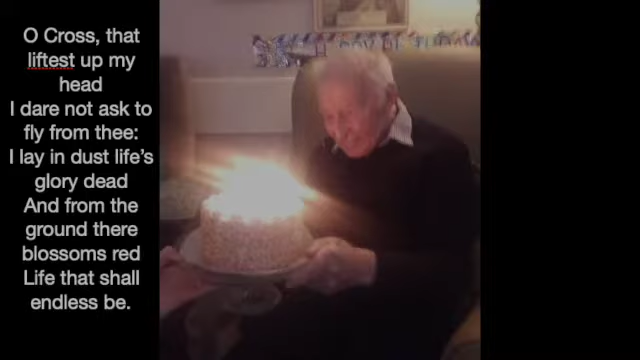 O Cross, that
liftest up my
head
I dare not ask to
fly from thee:
I lay in dust life's
glory dead
And from the
ground there
blossoms red
Life that shall
endless be.